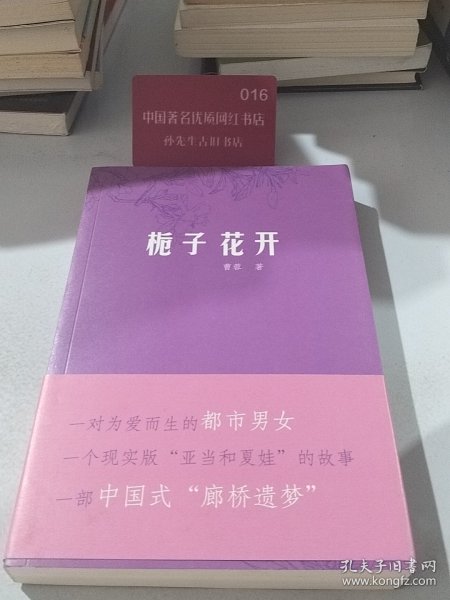 016
中国著名优质网红书店
孙先生古旧书店
栀子花开
曹蓉 著
一对为爱而生的都市男女
一个现实版“亚当和夏娃”的故事
一部中国式“廊桥遗梦”
孔夫子旧书网
www.kongfz.com